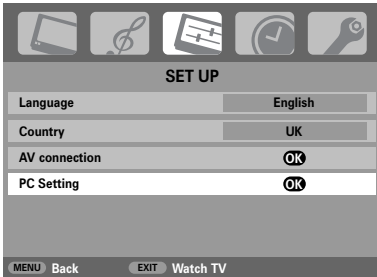 SET UP
Language English
Country UK
AV connection OK
PC Setting OK
MENU Back EXIT Watch TV